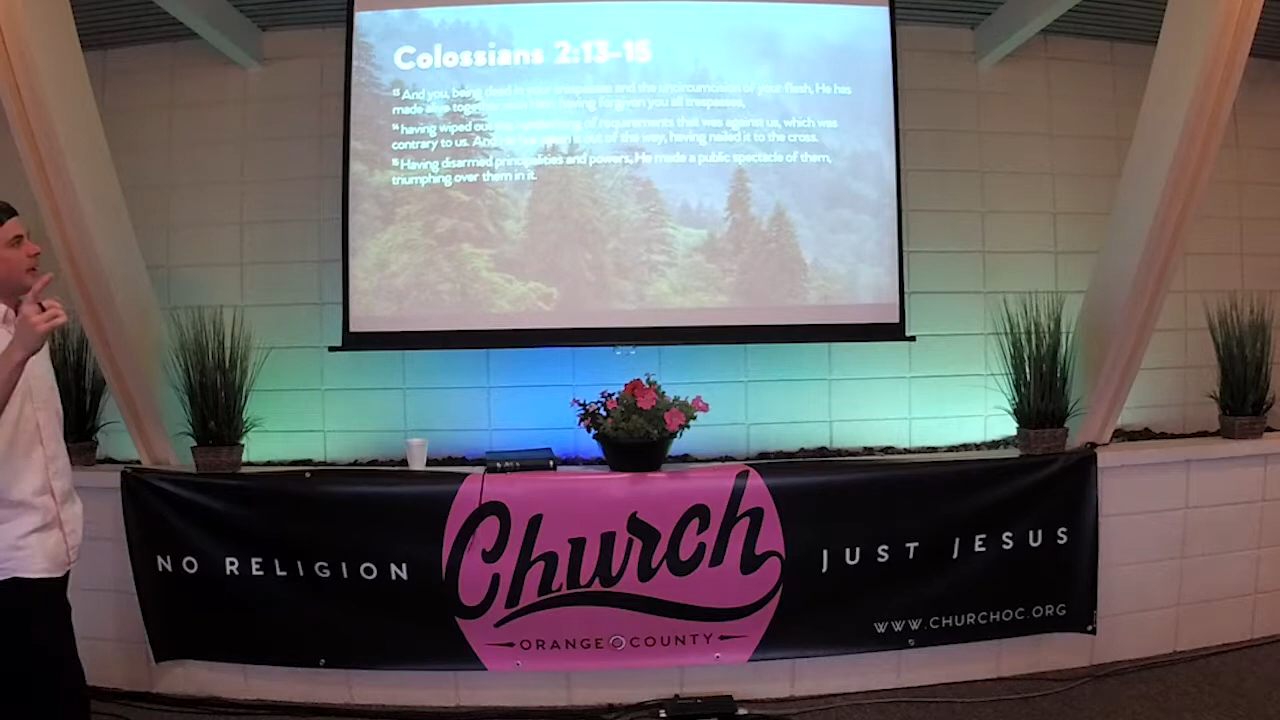 Colossians 2:13-15
13 And you, being dead in your trespasses and the uncircumcision of your flesh, He has
made alive together with Him, having forgiven you all trespasses,
14 having wiped out the handwriting of requirements that was against us, which was
contrary to us. And out of the way, having nailed it to the cross.
15 Having disarmed principalities and powers, He made a public spectacle of them,
triumphing over them in it.
NO RELIGION
Church
JUST JESUS
ORANGE COUNTY
WWW.CHURCHOC.ORG